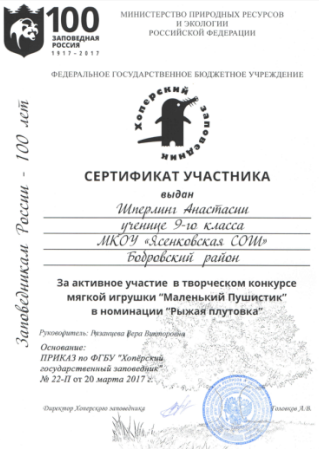 100
ЗАПОВЕДНАЯ
РОССИЯ
1917-2017
МИНИСТЕРСТВО ПРИРОДНЫХ РЕСУРСОВ
И ЭКОЛОГИИ
РОССИЙСКОЙ ФЕДЕРАЦИИ
ФЕДЕРАЛЬНОЕ ГОСУДАРСТВЕННОЕ БЮДЖЕТНОЕ УЧРЕЖДЕНИЕ
Хоперский заповедник
СЕРТИФИКАТ УЧАСТНИКА
выдан
Шперлинг Анастасии
ученице 9-го класса
МКОУ «Ясенковская СОШ»
Бобровский район
За активное участие в творческом конкурсе
мягкой игрушки "Маленький Пушистик"
в номинации "Рыжая плутовка"
Руководитель: Рязанцева Вера Викторовна
Основание:
ПРИКАЗ по ФГБУ "Хопёрский
государственный заповедник"
№ 22-П от 20 марта 2017 г.
Директор Хоперского заповедника
Головков А.В.
Заповедникам России - 100 лет